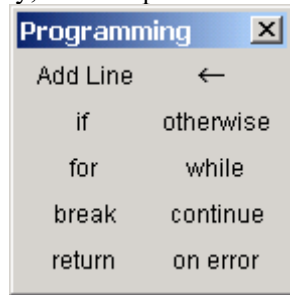 Programming
Add Line ←
if otherwise
for while
break continue
return on error